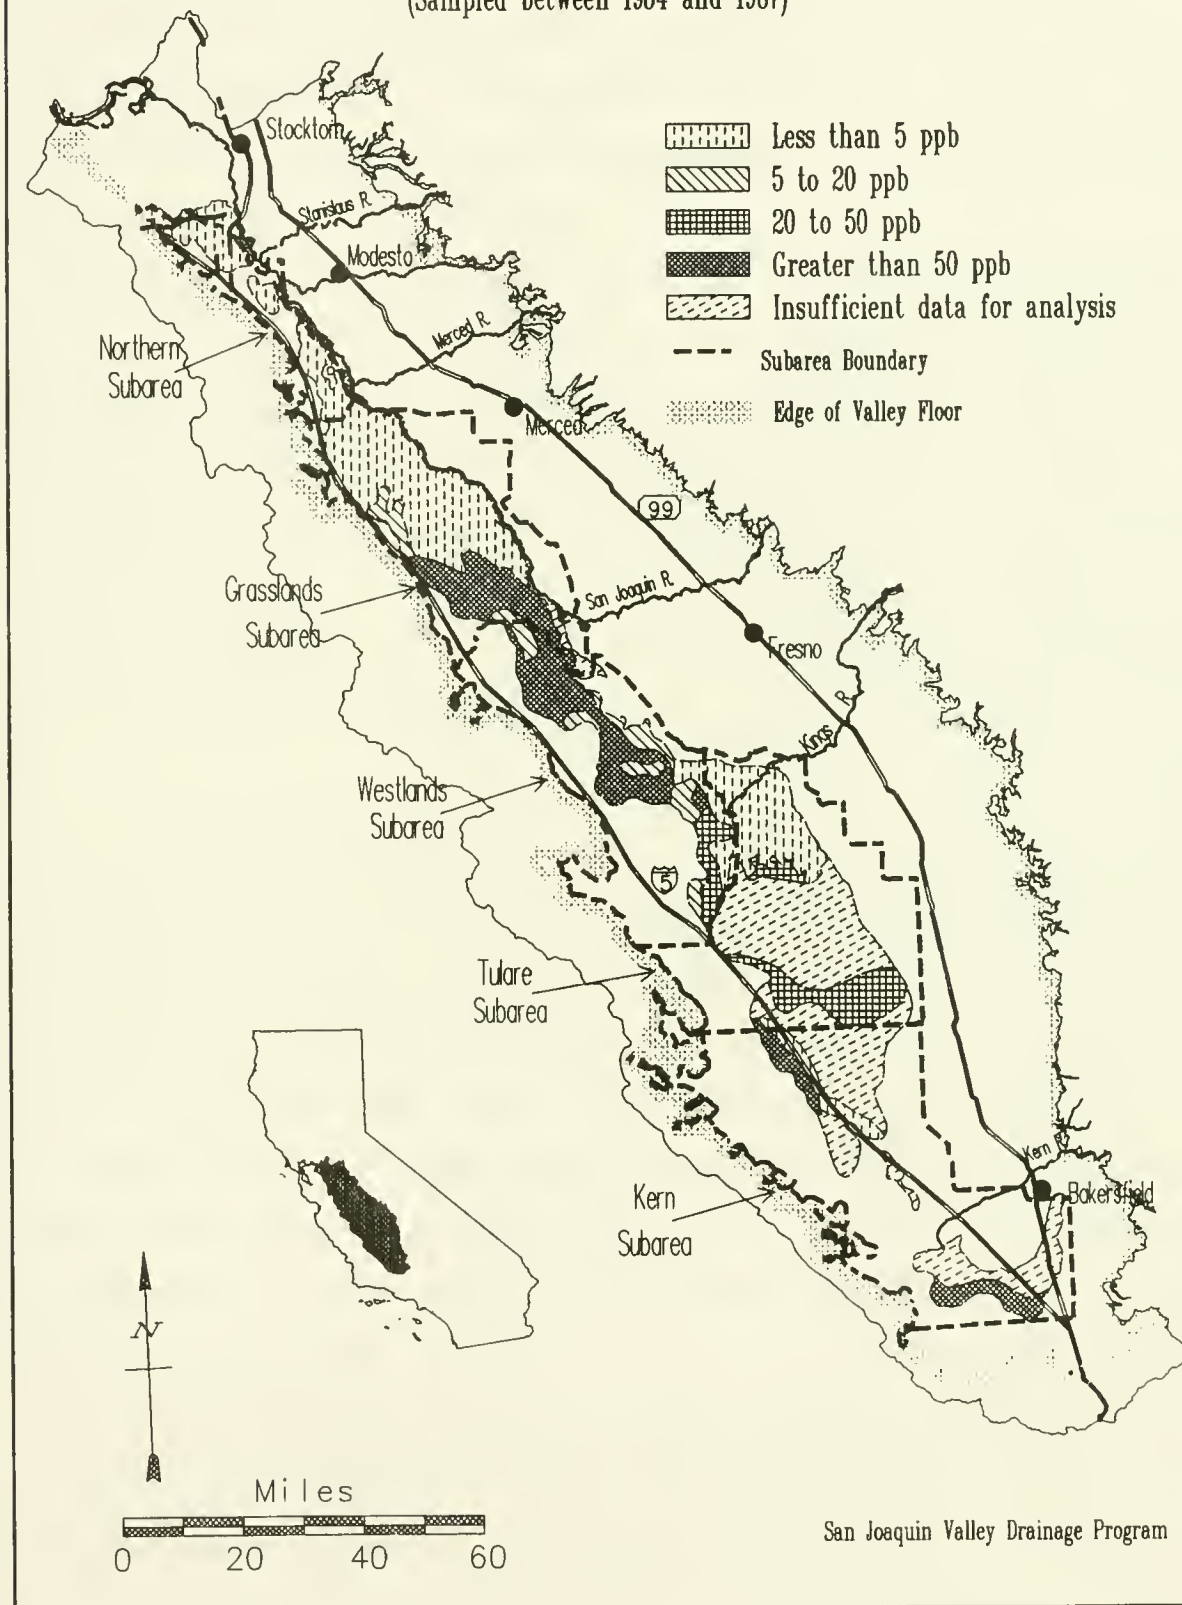 (Sampled between 1984 and 1987)
Stockton
Stanislaus R.
Modesto
Merced R.
Merced
Less than 5 ppb
5 to 20 ppb
20 to 50 ppb
Greater than 50 ppb
Insufficient data for analysis
Subarea Boundary
Edge of Valley Floor
Northern
Subarea
99
Grasslands
Subarea
San Joaquin R.
Fresno
Kings R.
Westlands
Subarea
5
Tulare
Subarea
Kern
Bakersfield
Kern
Subarea
N
Miles
0 20 40 60
San Joaquin Valley Drainage Program